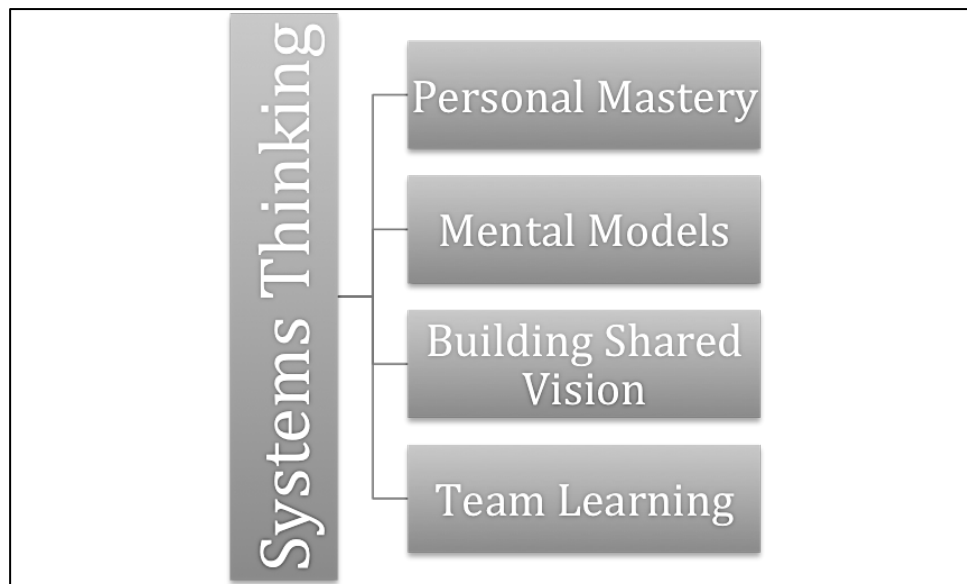 Systems Thinking
Personal Mastery
Mental Models
Building Shared
Vision
Team Learning